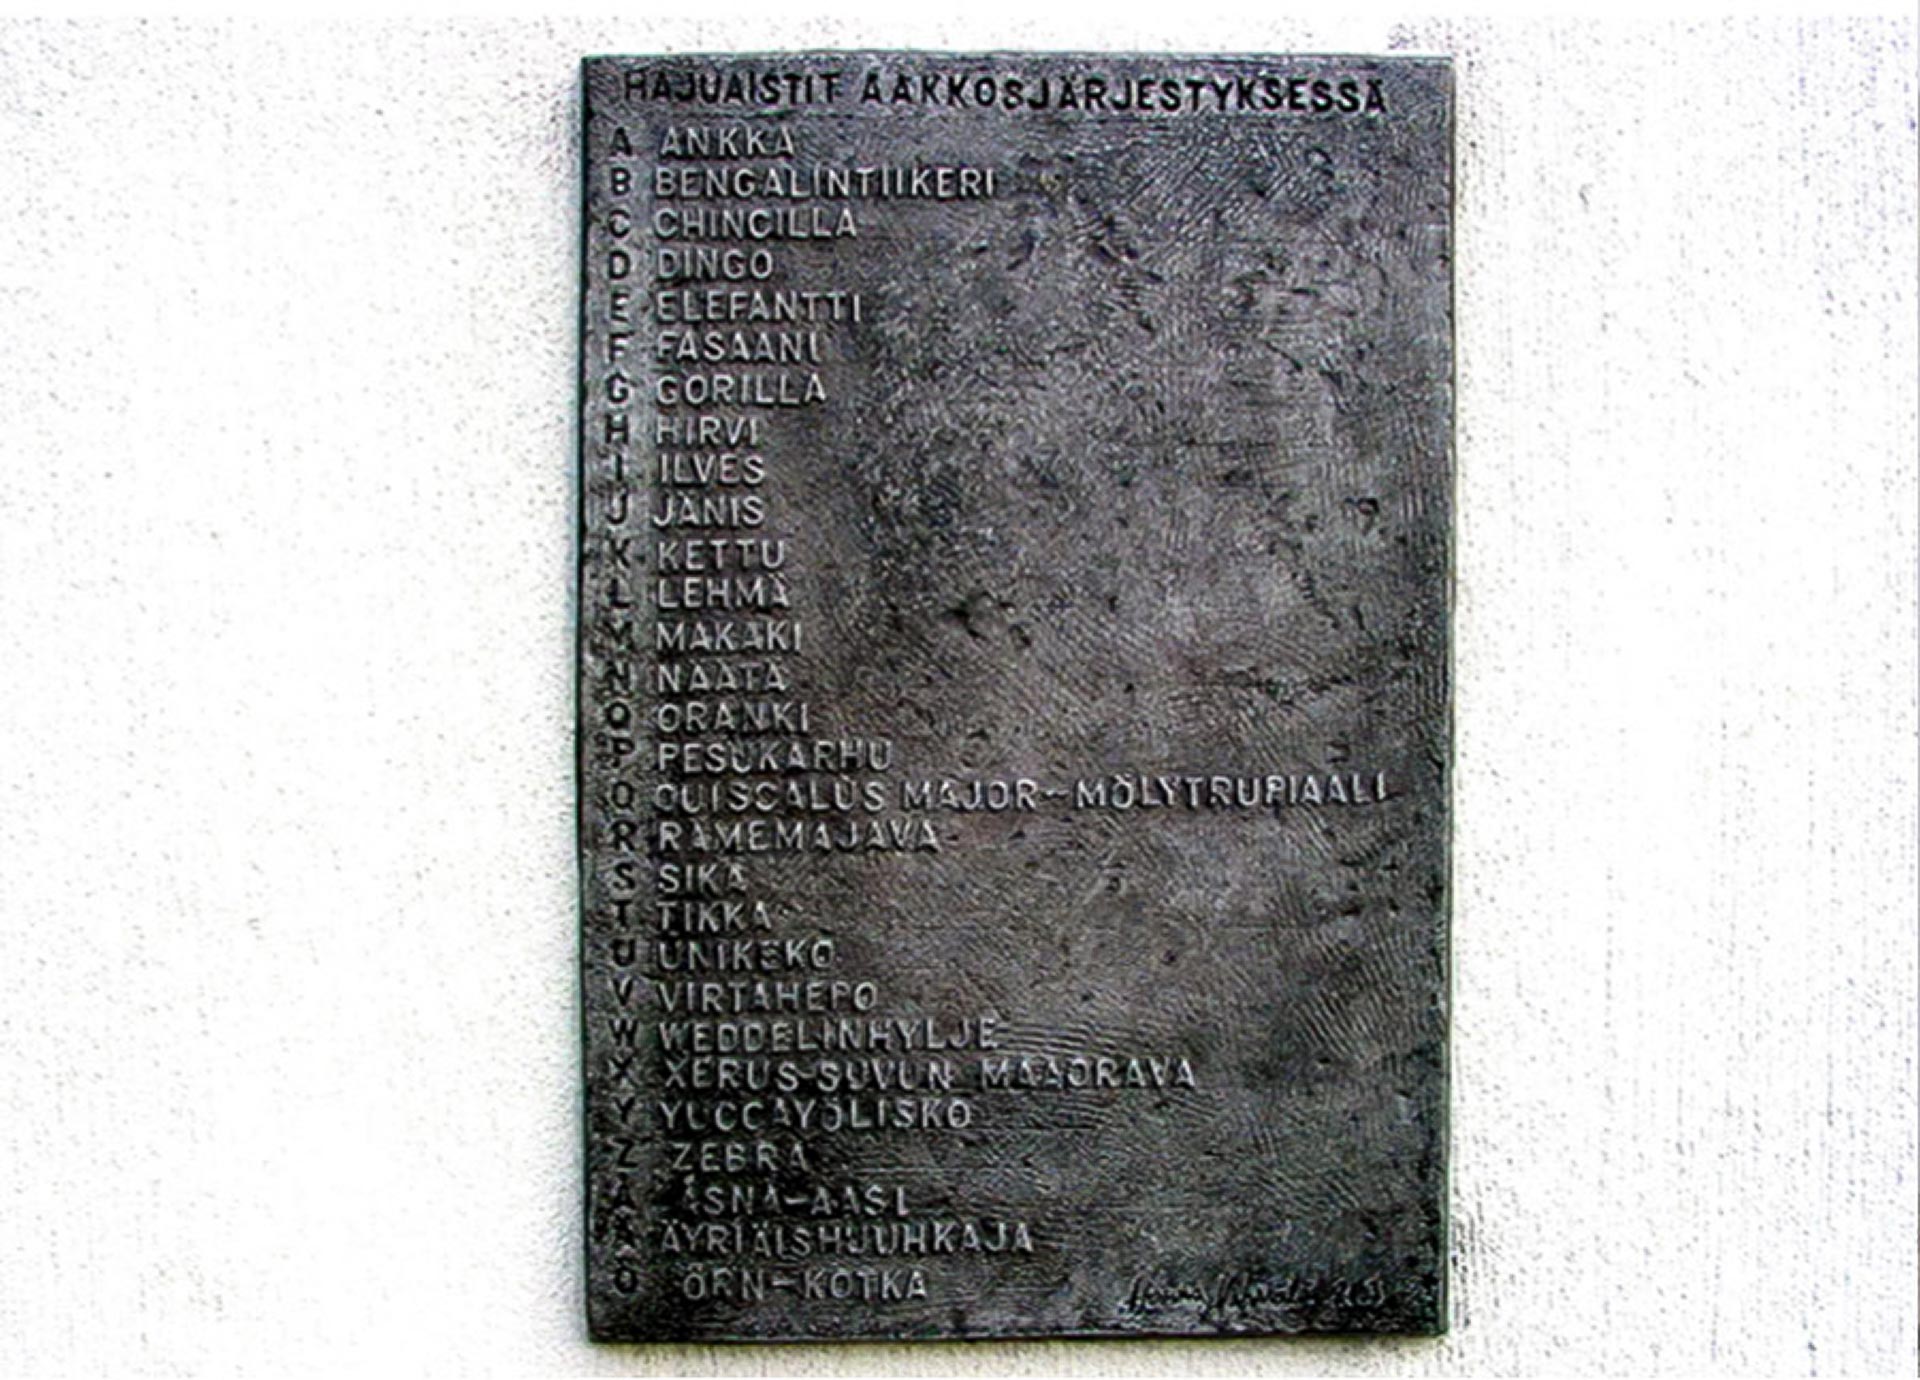 HAJUAISTIT AAKKOSJÄRJESTYKSESSÄ
A ANKKA
B BENGALINTIIKERI
C CHINCILLA
D DINGO
E ELEFANTTI
F FASAANI
G GORILLA
H HIRVI
I ILVES
J JÄNIS
K KETTU
L LEHMÄ
M MAKAKI
N NÄÄTÄ
O ORANKI
P PESUKARHU
Q QUISCALUS MAJOR-MÖLYTRUPIAALI
R RÄMEMAJAVA
S SIKA
T TIKKA
U UNIKEKO
V VIRTAHEPO
W WEDDELINHYLJE
X XERUS-SUVUN MAAORAVA
Y YUCCAYÖLISKO
Z ZEBRA
Å ÅSNA-AASI
Ä ÄYRIÄISHUUHKAJA
Ö ÖRN-KOTKA